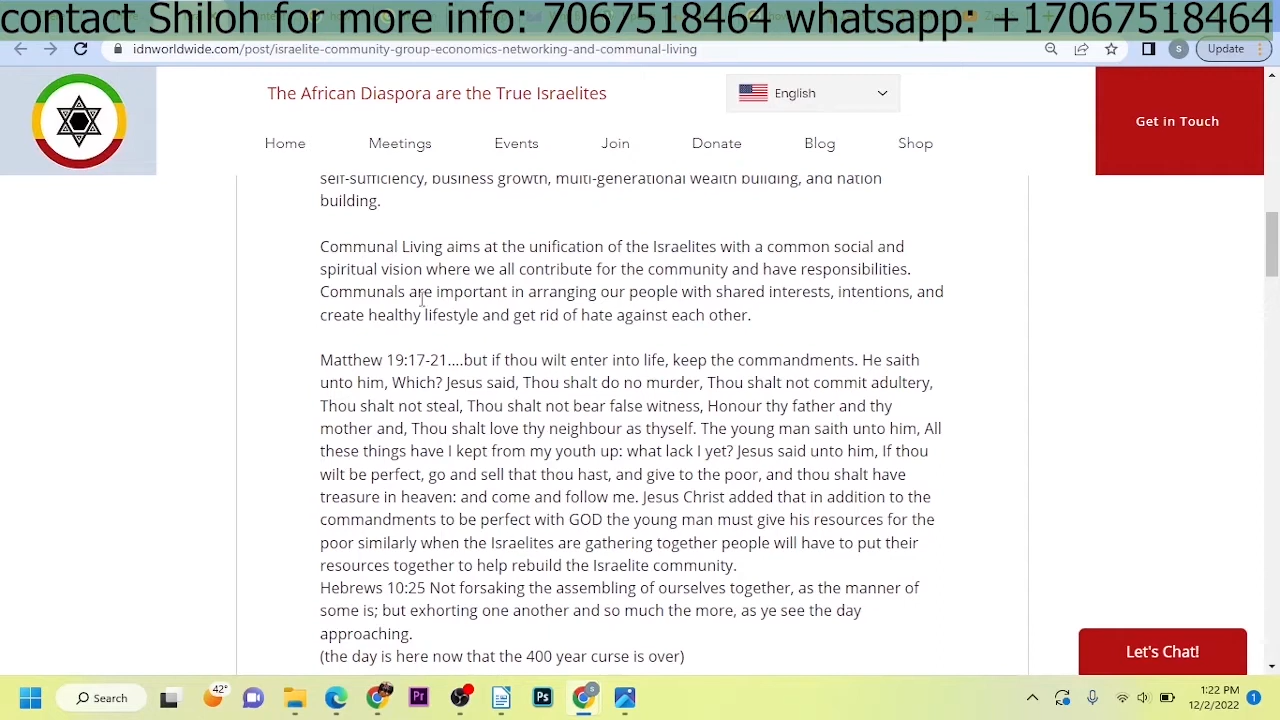 contact Shiloh for more info: 7067518464 whatsapp: +17067518464
idnworldwide.com/post/israelite-community-group-economics-networking-and-communal-living
S
Update
The African Diaspora are the True Israelites
English
Get in Touch
Home Meetings Events Join Donate Blog Shop
self-sufficiency, business growth, multi-generational wealth building, and nation
building.
Communal Living aims at the unification of the Israelites with a common social and
spiritual vision where we all contribute for the community and have responsibilities.
Communals are important in arranging our people with shared interests, intentions, and
create healthy lifestyle and get rid of hate against each other.
Matthew 19:17-21....but if thou wilt enter into life, keep the commandments. He saith
unto him, Which? Jesus said, Thou shalt do no murder, Thou shalt not commit adultery,
Thou shalt not steal, Thou shalt not bear false witness, Honour thy father and thy
mother and, Thou shalt love thy neighbour as thyself. The young man saith unto him, All
these things have I kept from my youth up: what lack I yet? Jesus said unto him, If thou
wilt be perfect, go and sell that thou hast, and give to the poor, and thou shalt have
treasure in heaven: and come and follow me. Jesus Christ added that in addition to the
commandments to be perfect with GOD the young man must give his resources for the
poor similarly when the Israelites are gathering together people will have to put their
resources together to help rebuild the Israelite community.
Hebrews 10:25 Not forsaking the assembling of ourselves together, as the manner of
some is; but exhorting one another and so much the more, as ye see the day
approaching.
(the day is here now that the 400 year curse is over)
Let's Chat!
Search
42°
Pr
Ps
S
1:22 PM
12/2/2022
1